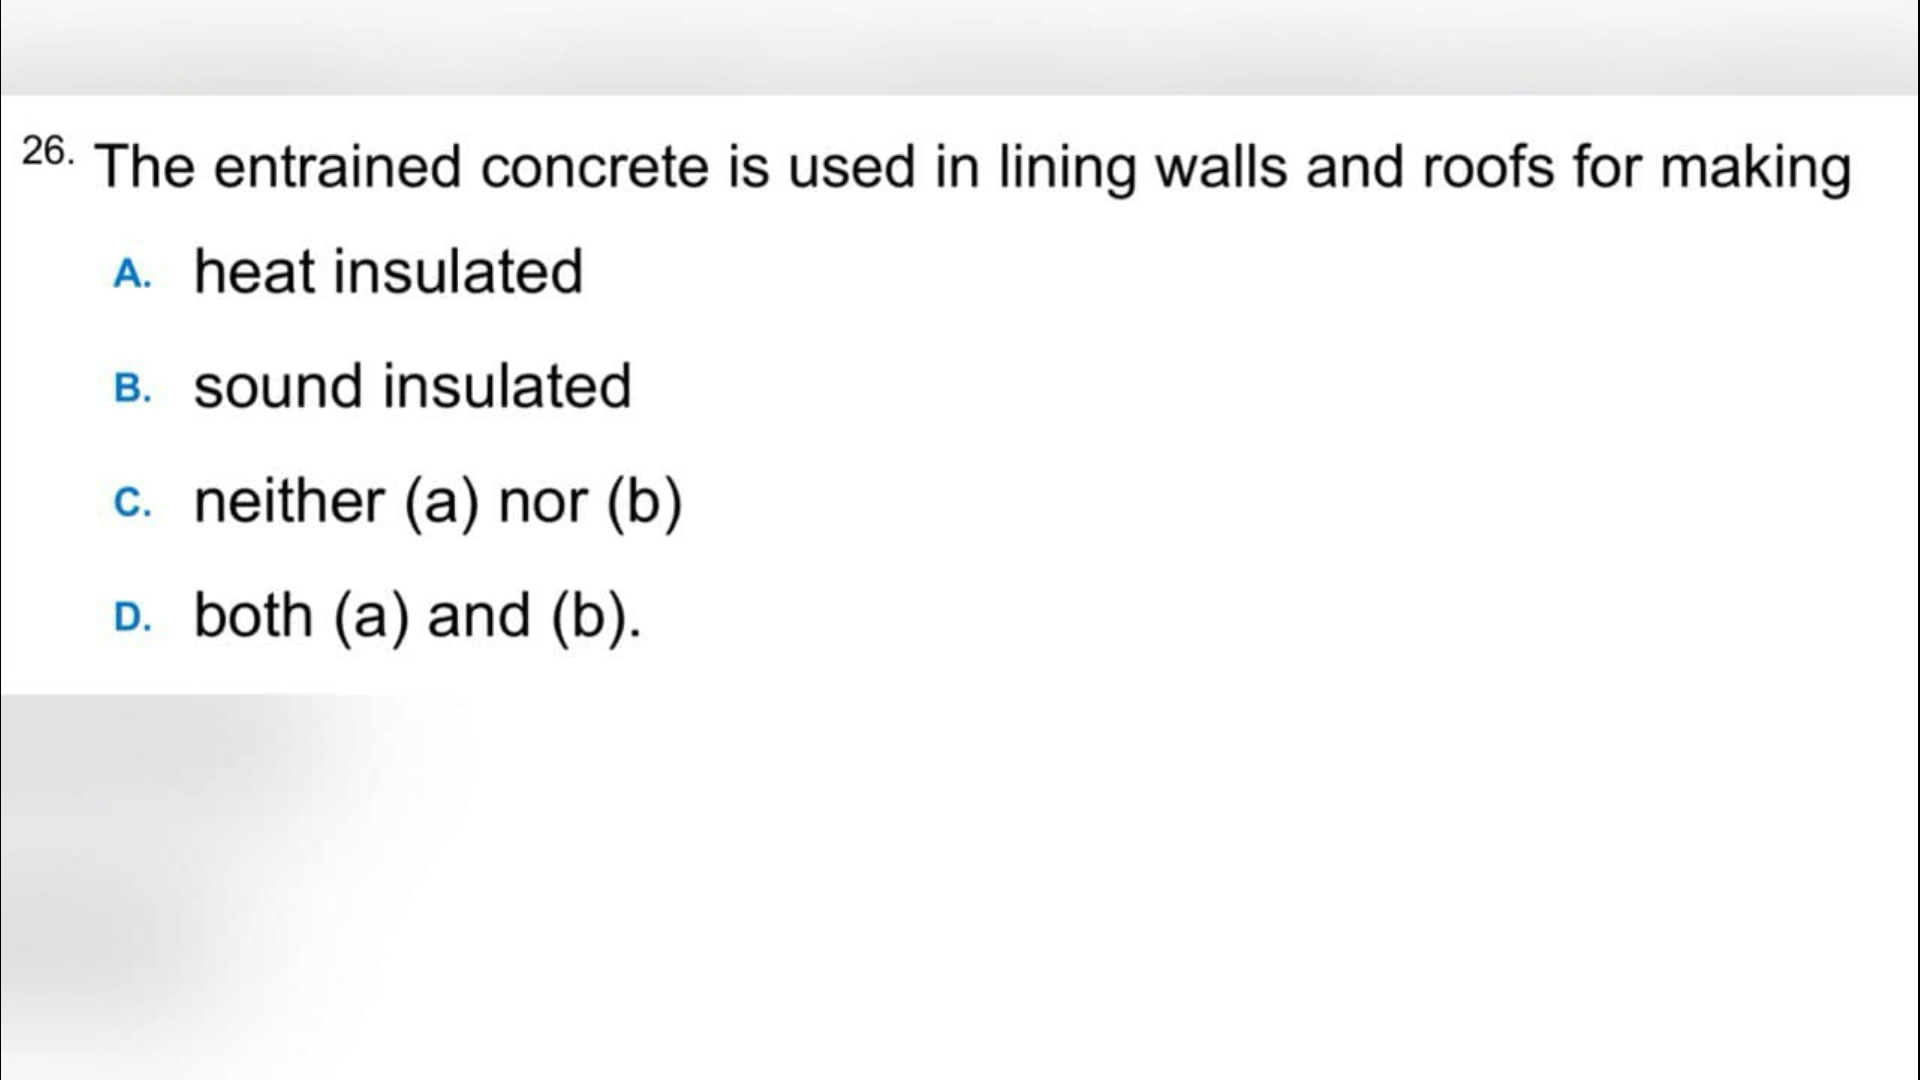 26. The entrained concrete is used in lining walls and roofs for making
A. heat insulated
B. sound insulated
C. neither (a) nor (b)
D. both (a) and (b).